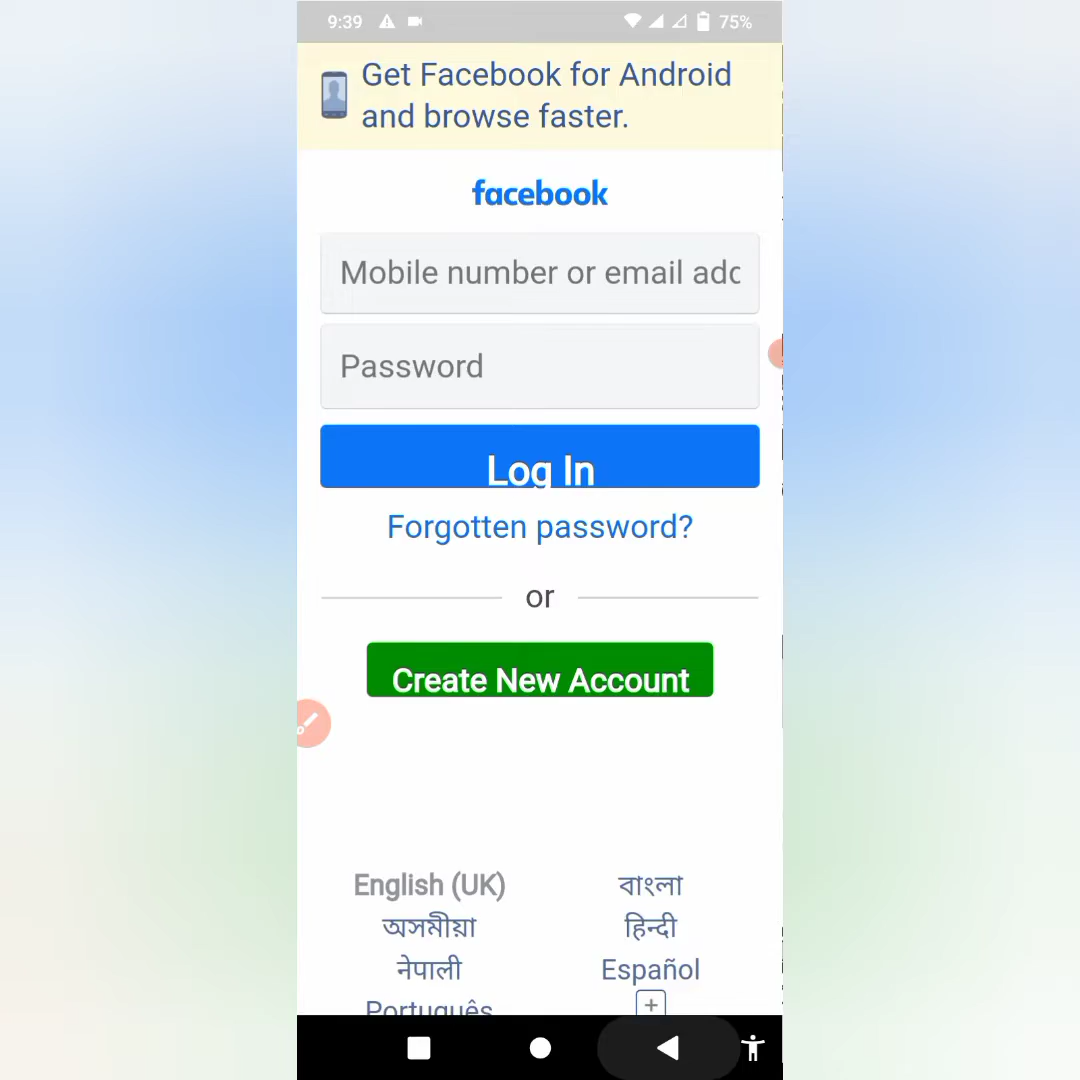 9:39 75%
Get Facebook for Android
and browse faster.
facebook
Mobile number or email adc
Password
Log In
Forgotten password?
or
Create New Account
English (UK) বাংলা
অসমীয়া हिन्दी
नेपाली Español
Português +